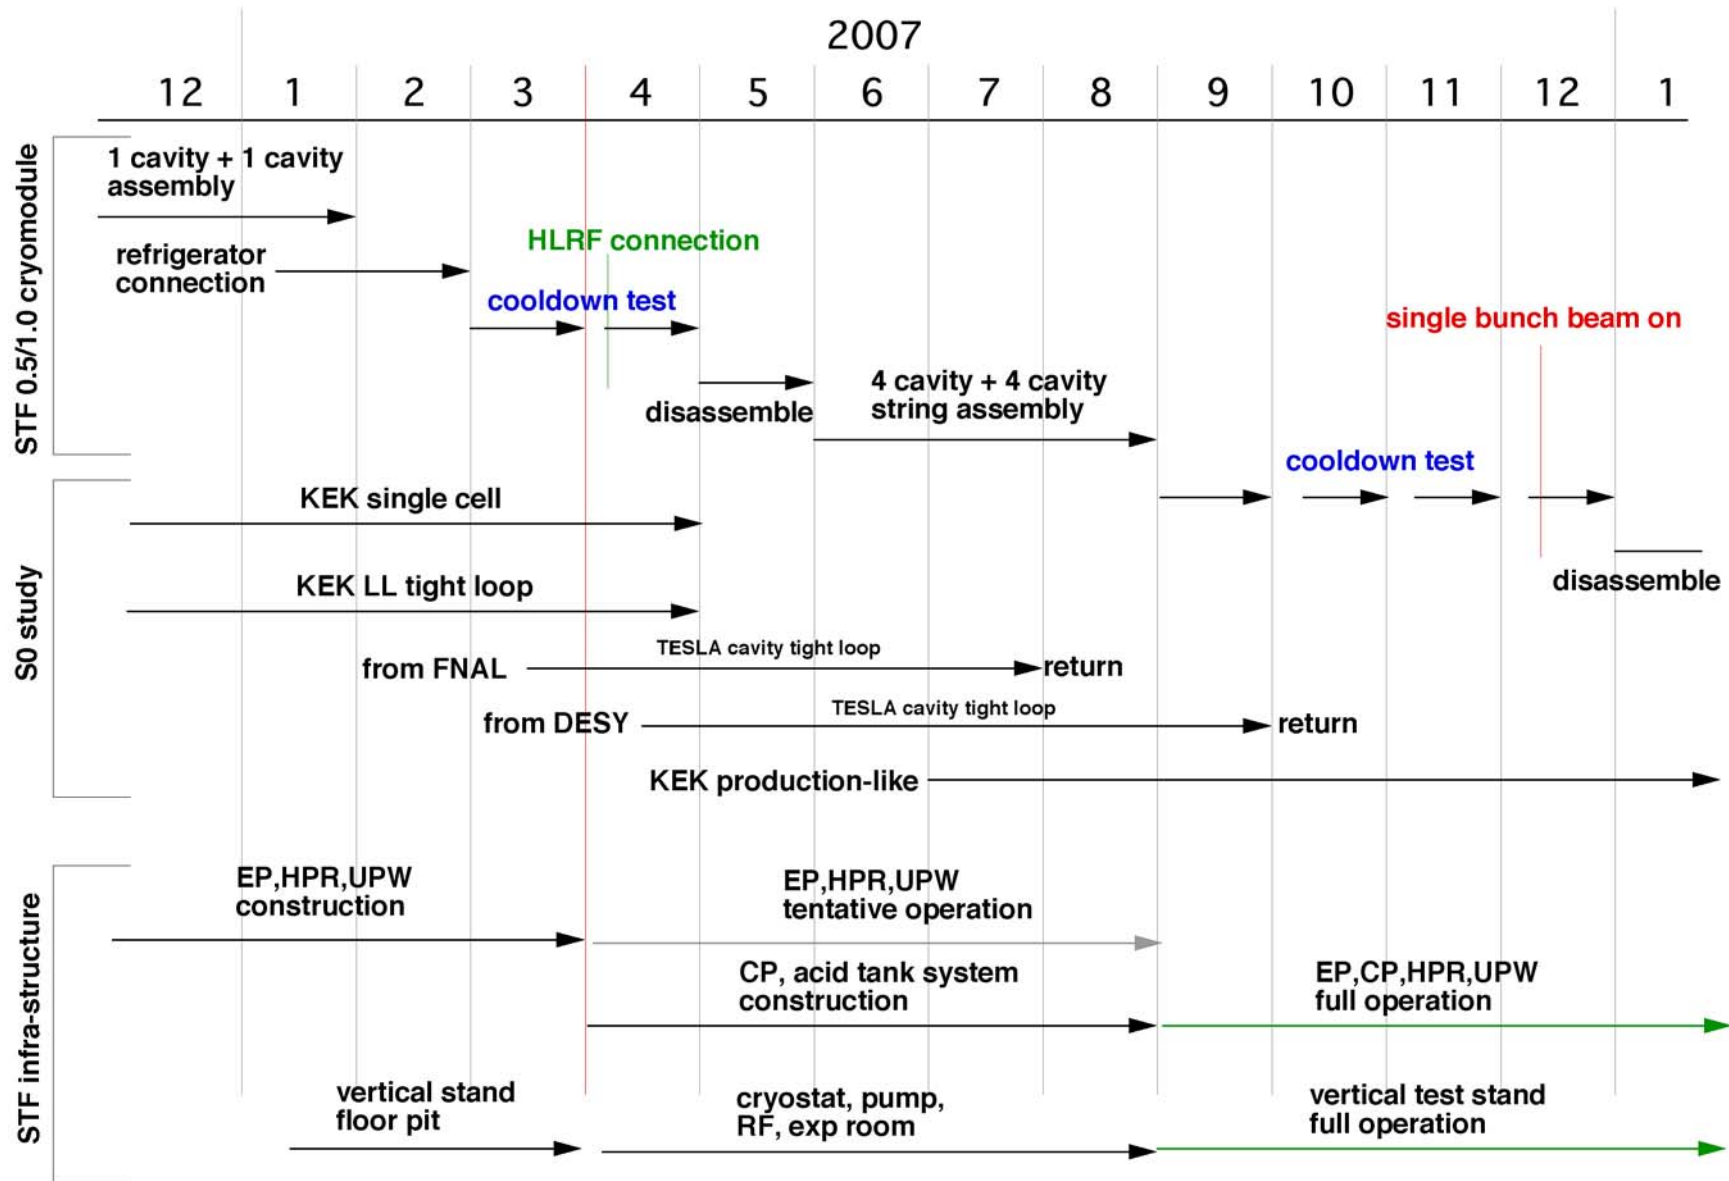 2007
12 1 2 3 4 5 6 7 8 9 10 11 12 1
STF 0.5/1.0 cryomodule
1 cavity + 1 cavity
assembly
refrigerator
connection
HLRF connection
cooldown test
single bunch beam on
disassemble
4 cavity + 4 cavity
string assembly
cooldown test
disassemble
S0 study
KEK single cell
KEK LL tight loop
from FNAL
TESLA cavity tight loop
return
from DESY
TESLA cavity tight loop
return
KEK production-like
STF infra-structure
EP,HPR,UPW
construction
EP,HPR,UPW
tentative operation
CP, acid tank system
construction
EP,CP,HPR,UPW
full operation
vertical stand
floor pit
cryostat, pump,
RF, exp room
vertical test stand
full operation